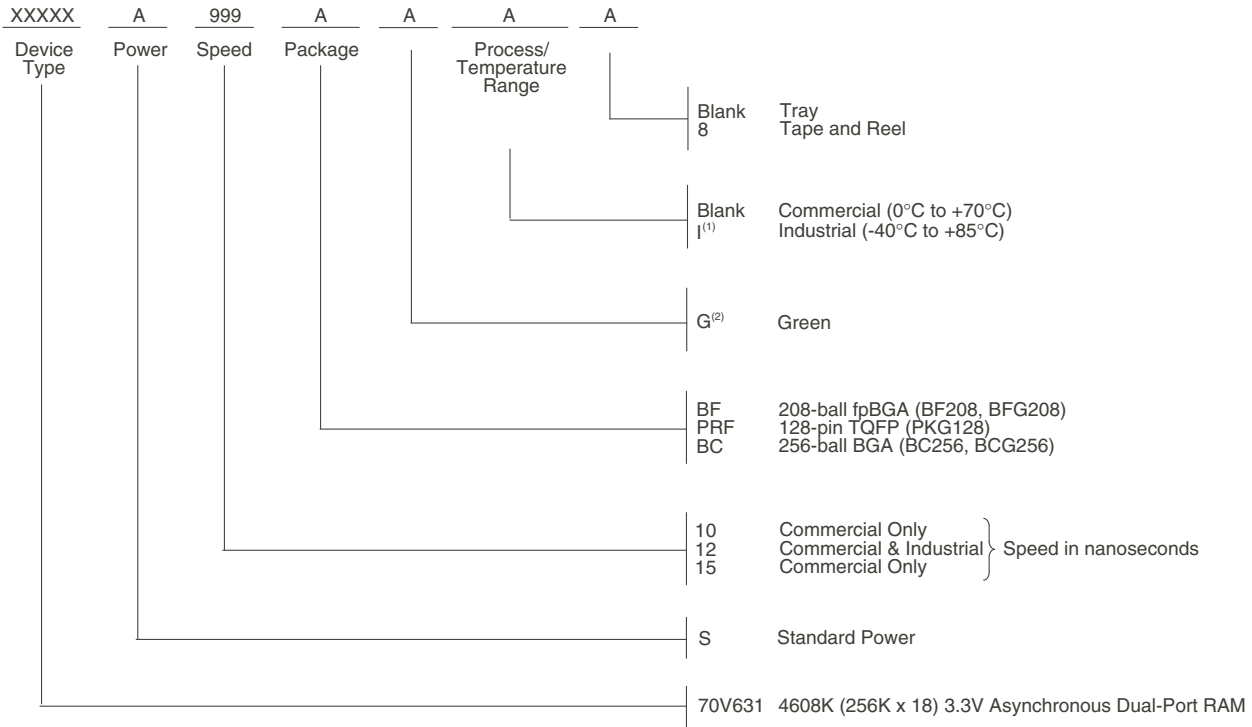 XXXXX A 999 A A A A
Device Type Power Speed Package Process/ Temperature Range
Blank Tray
8 Tape and Reel
Blank Commercial (0°C to +70°C)
I(1) Industrial (-40°C to +85°C)
G(2) Green
BF 208-ball fpBGA (BF208, BFG208)
PRF 128-pin TQFP (PKG128)
BC 256-ball BGA (BC256, BCG256)
10 Commercial Only
12 Commercial & Industrial Speed in nanoseconds
15 Commercial Only
S Standard Power
70V631 4608K (256K x 18) 3.3V Asynchronous Dual-Port RAM